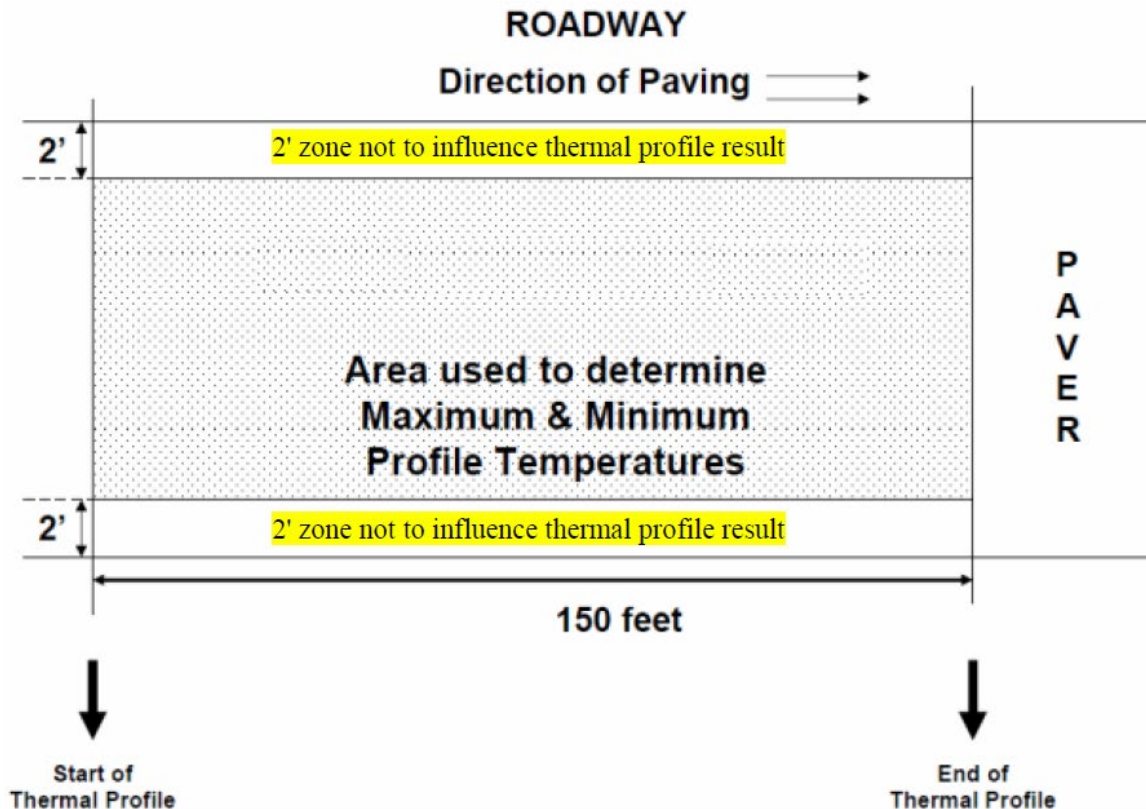 ROADWAY
Direction of Paving
2'
2' zone not to influence thermal profile result
Area used to determine
Maximum & Minimum
Profile Temperatures
P
A
V
E
R
2'
2' zone not to influence thermal profile result
150 feet
Start of
Thermal Profile
End of
Thermal Profile